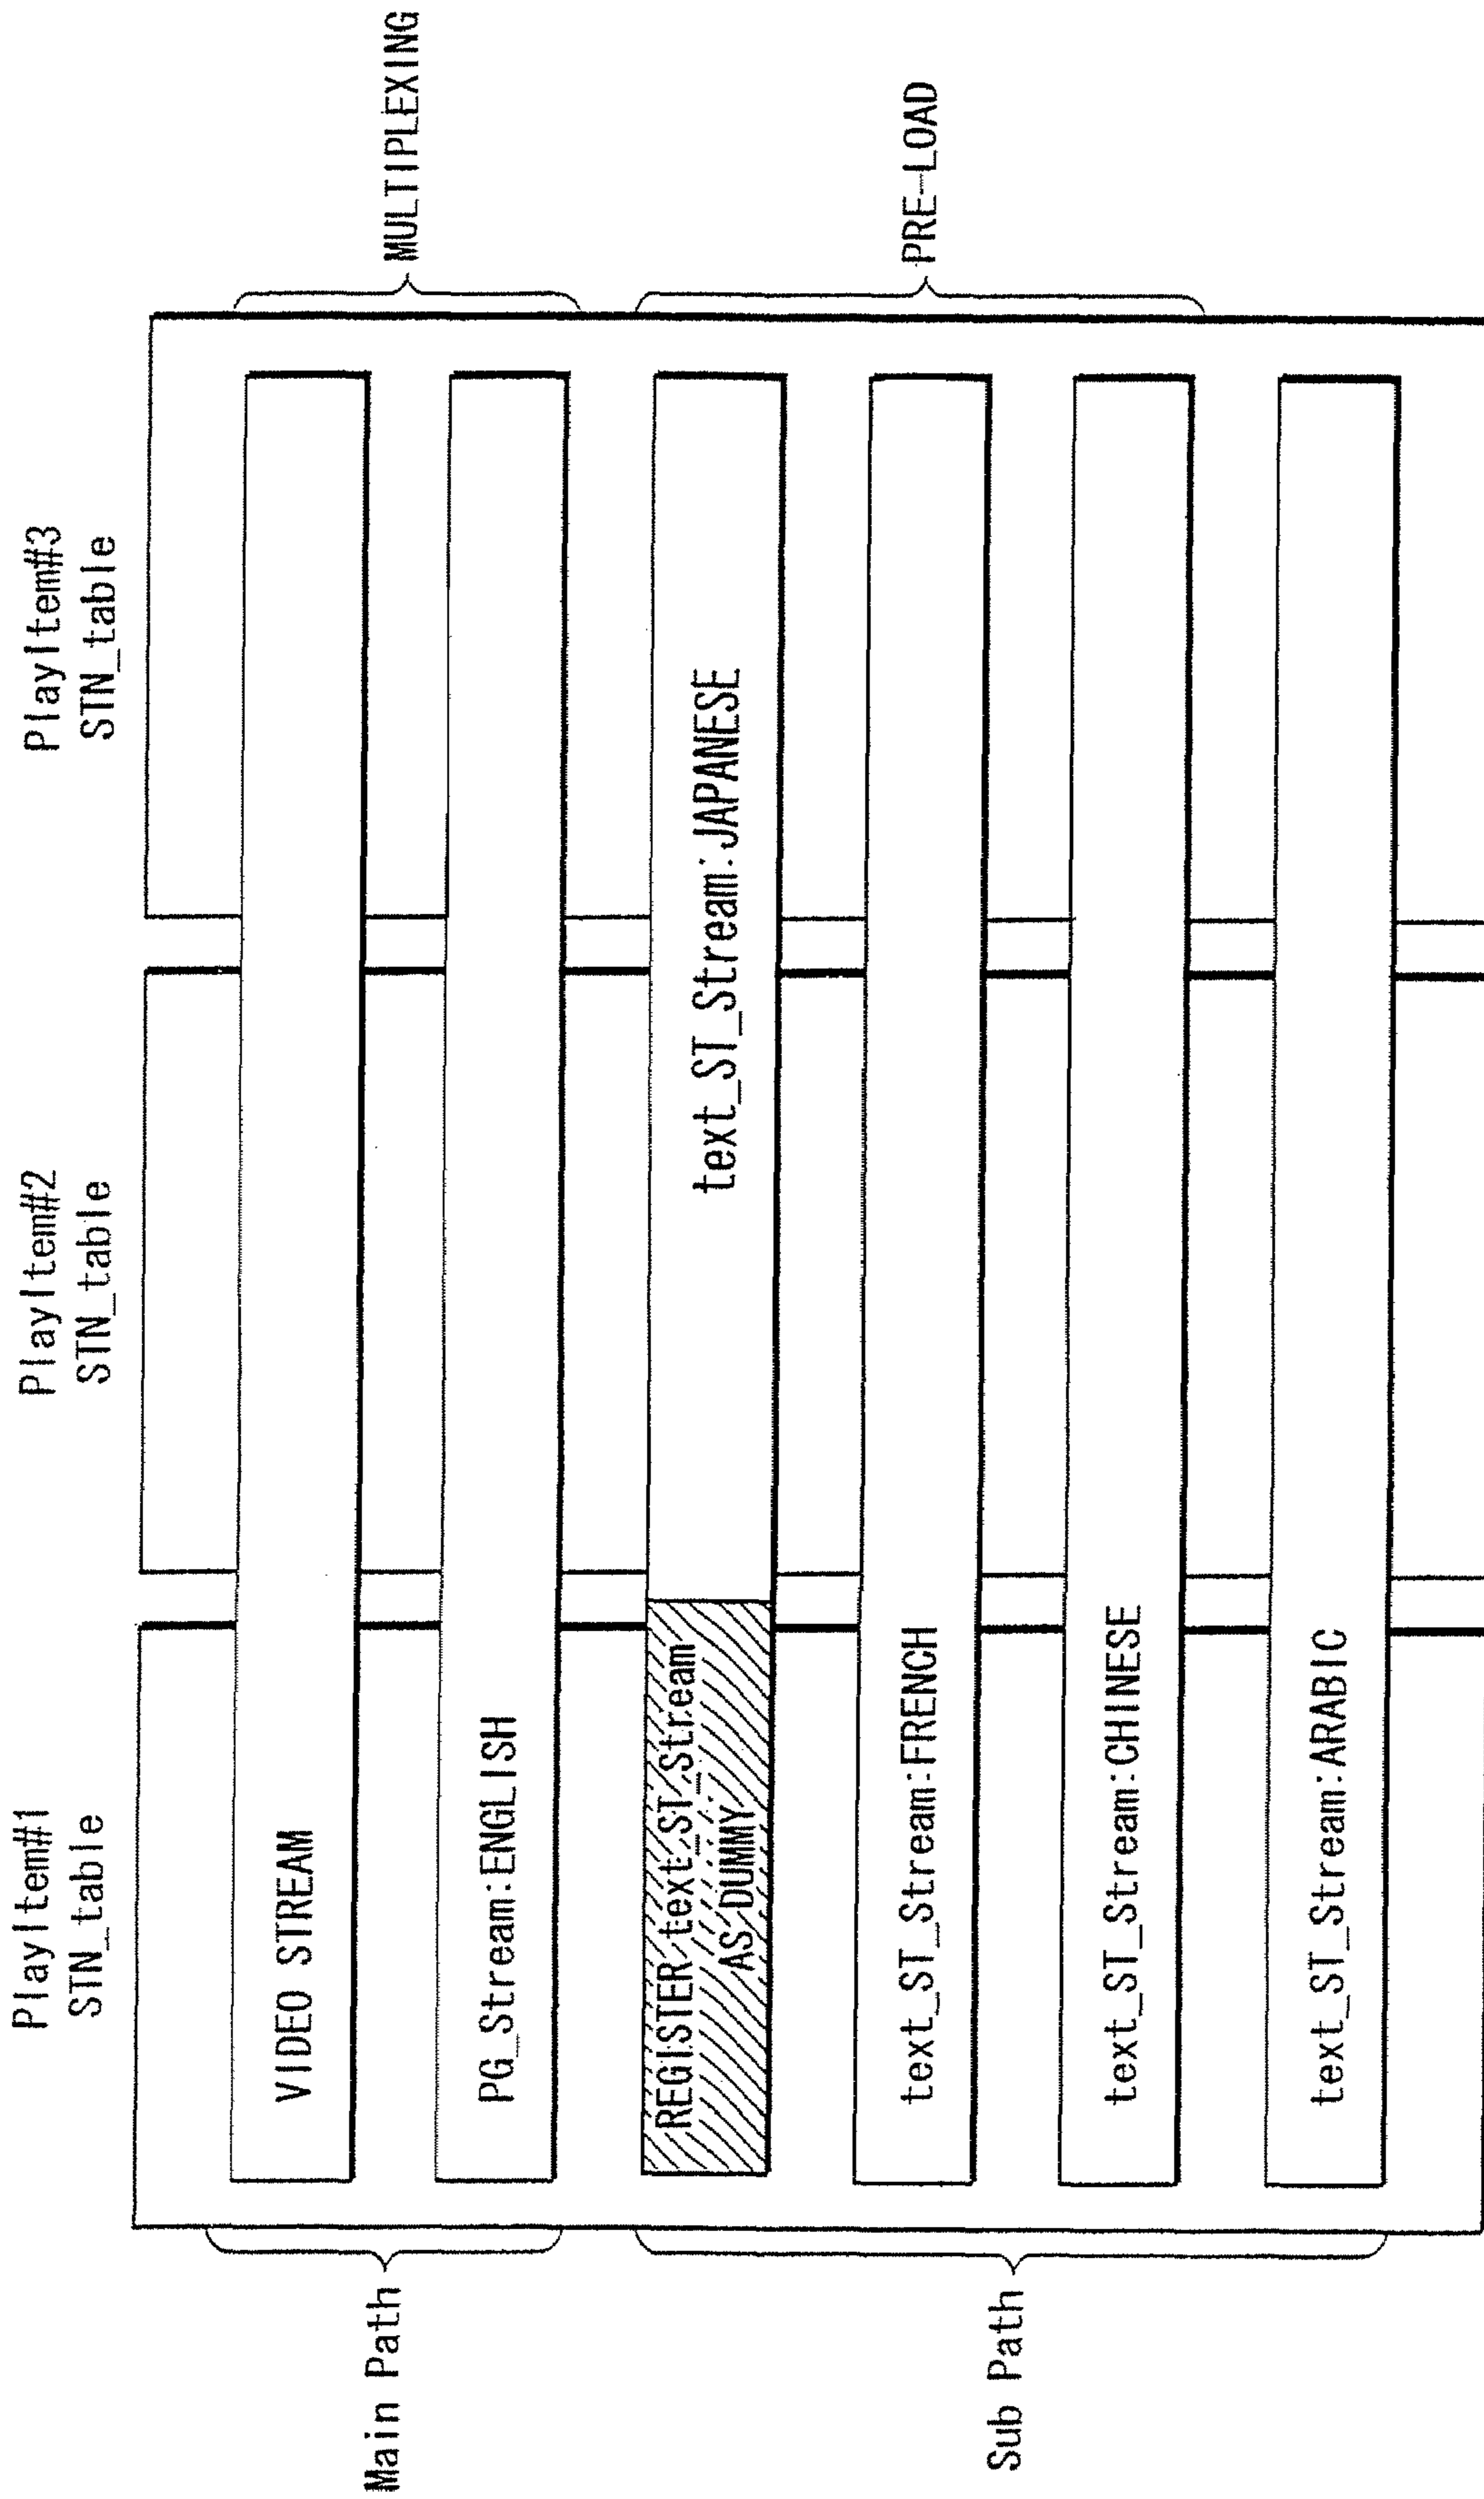 PlayItem#1
STN_table
PlayItem#2
STN_table
PlayItem#3
STN_table
Main Path
VIDEO STREAM
PG_Stream:ENGLISH
MULTIPLEXING
Sub Path
REGISTER text_ST_Stream
AS DUMMY
text_ST_Stream:JAPANESE
text_ST_Stream:FRENCH
text_ST_Stream:CHINESE
text_ST_Stream:ARABIC
PRE-LOAD